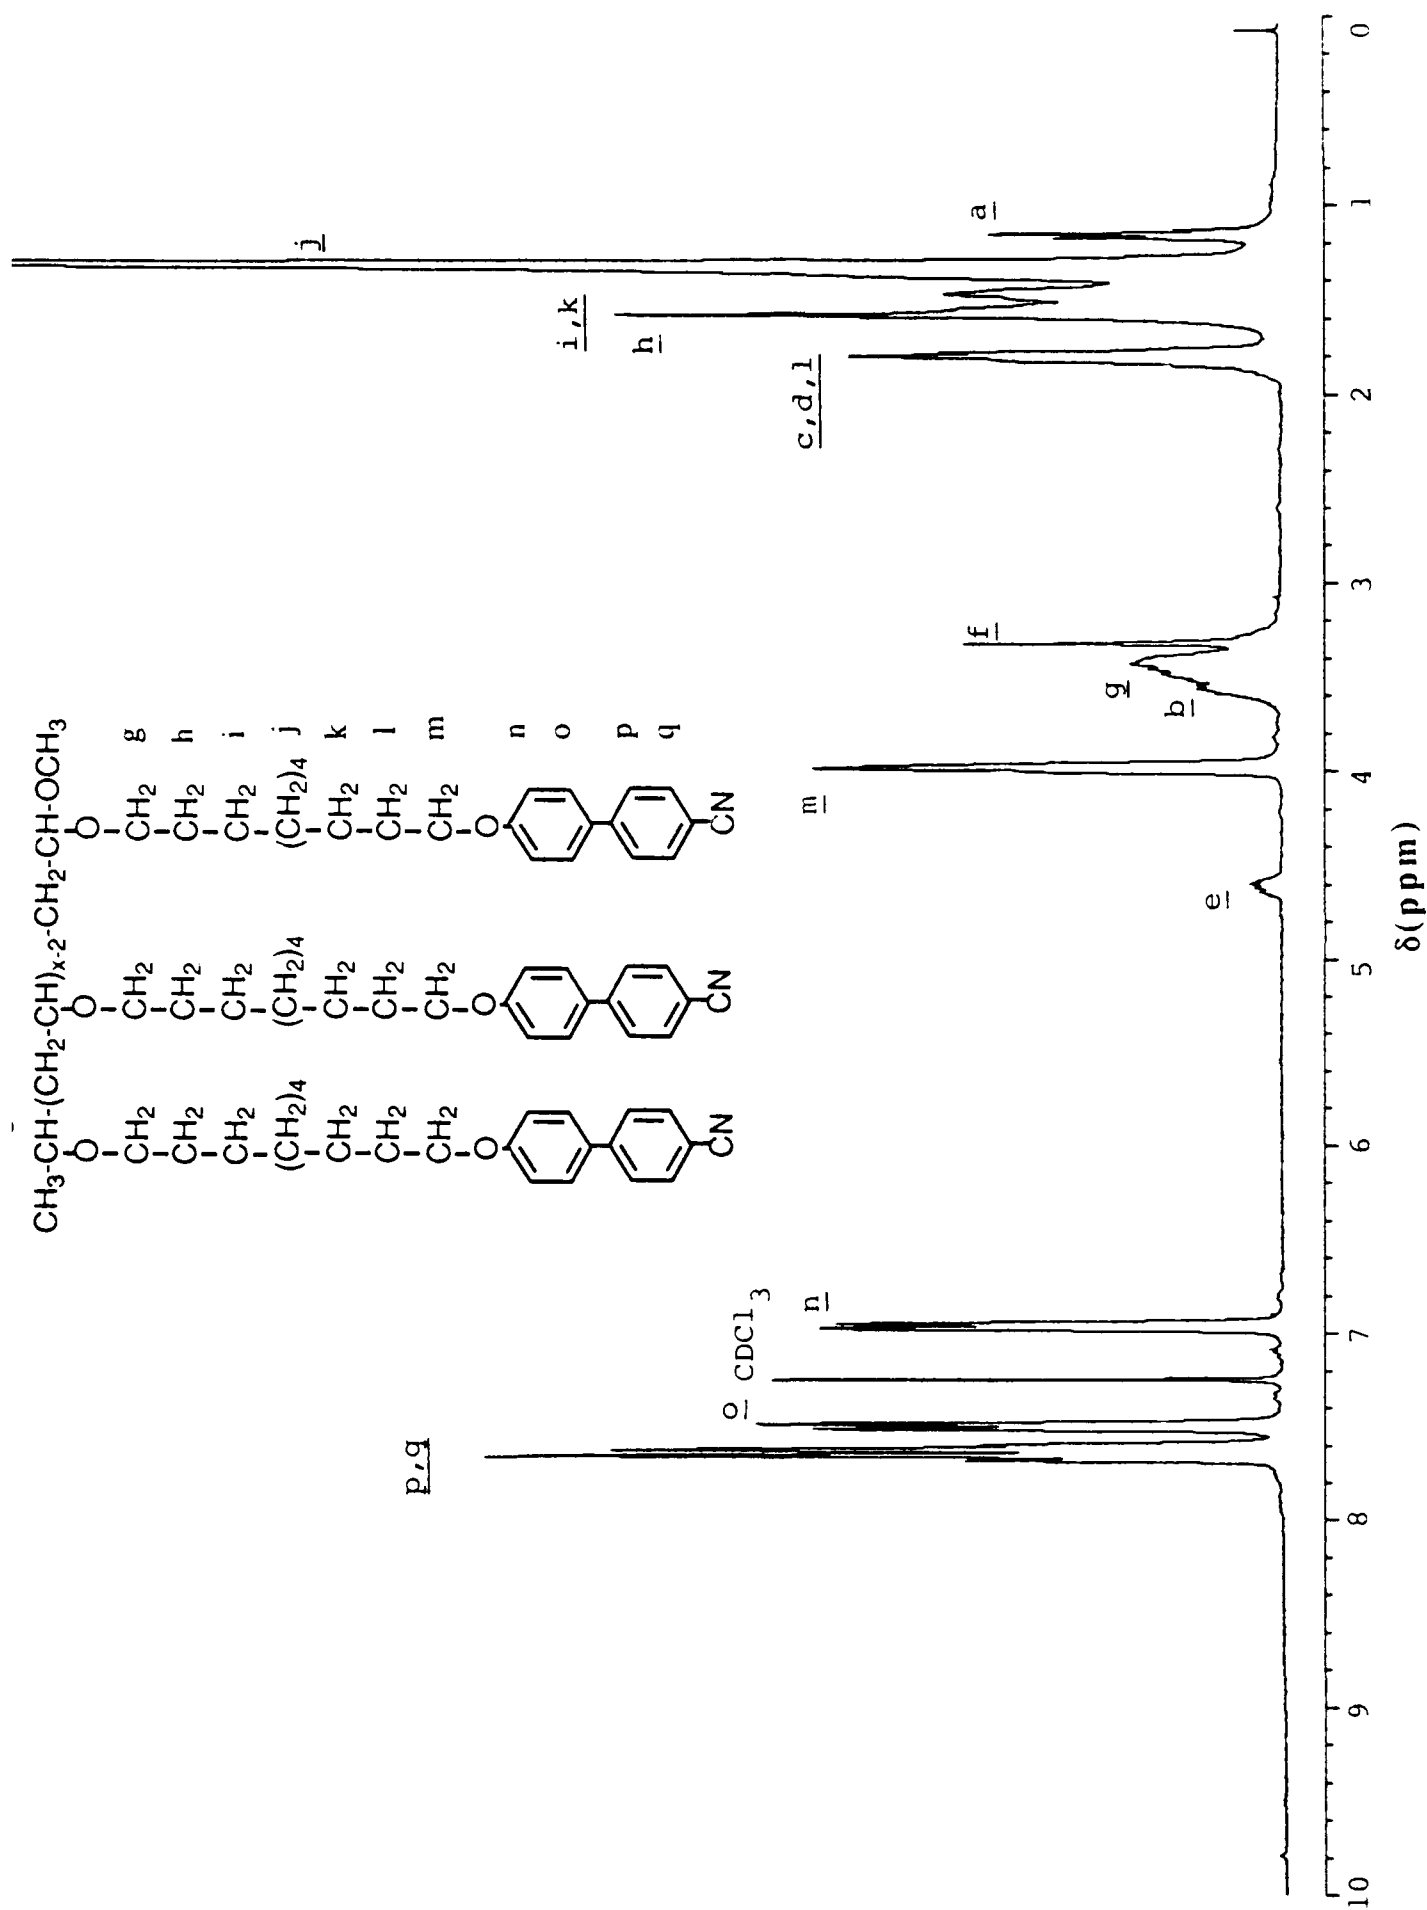 CH3-CH-(CH2-CH)x-2-CH2-CH-OCH3
O O O
CH2 CH2 CH2 g
CH2 CH2 CH2 h
CH2 CH2 CH2 i
(CH2)4 (CH2)4 (CH2)4 j
CH2 CH2 CH2 k
CH2 CH2 CH2 l
CH2 CH2 CH2 m
O O O
n
o
p
q
CN CN CN
p,q
o
CDCl3
n
e
m
b
g
f
c,d,l
h
i,k
j
a
10 9 8 7 6 5 4 3 2 1 0
δ(ppm)